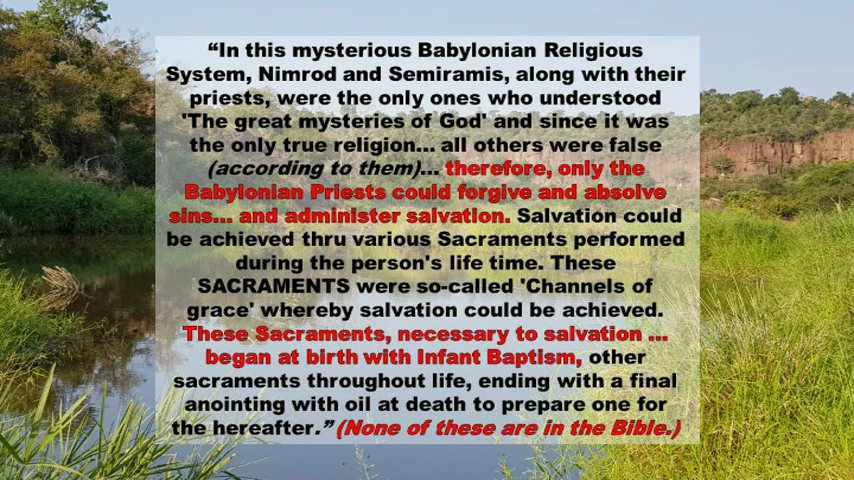 “In this mysterious Babylonian Religious
System, Nimrod and Semiramis, along with their
priests, were the only ones who understood
'The great mysteries of God' and since it was
the only true religion... all others were false
(according to them)... therefore, only the
Babylonian Priests could forgive and absolve
sins... and administer salvation. Salvation could
be achieved thru various Sacraments performed
during the person's life time. These
SACRAMENTS were so-called 'Channels of
grace' whereby salvation could be achieved.
These Sacraments, necessary to salvation ...
began at birth with Infant Baptism, other
sacraments throughout life, ending with a final
anointing with oil at death to prepare one for
the hereafter.” (None of these are in the Bible.)